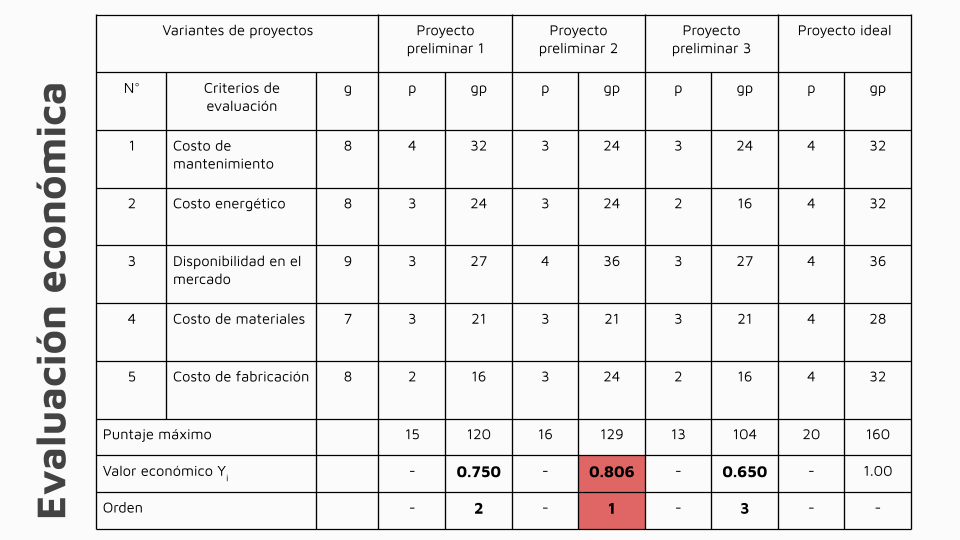 Evaluación económica
Variantes de proyectos Proyecto preliminar 1 Proyecto preliminar 2 Proyecto preliminar 3 Proyecto ideal
N° Criterios de evaluación g p gp p gp p gp p gp
1 Costo de mantenimiento 8 4 32 3 24 3 24 4 32
2 Costo energético 8 3 24 3 24 2 16 4 32
3 Disponibilidad en el mercado 9 3 27 4 36 3 27 4 36
4 Costo de materiales 7 3 21 3 21 3 21 4 28
5 Costo de fabricación 8 2 16 3 24 2 16 4 32
Puntaje máximo 15 120 16 129 13 104 20 160
Valor económico Yi - 0.750 - 0.806 - 0.650 - 1.00
Orden - 2 - 1 - 3 - -